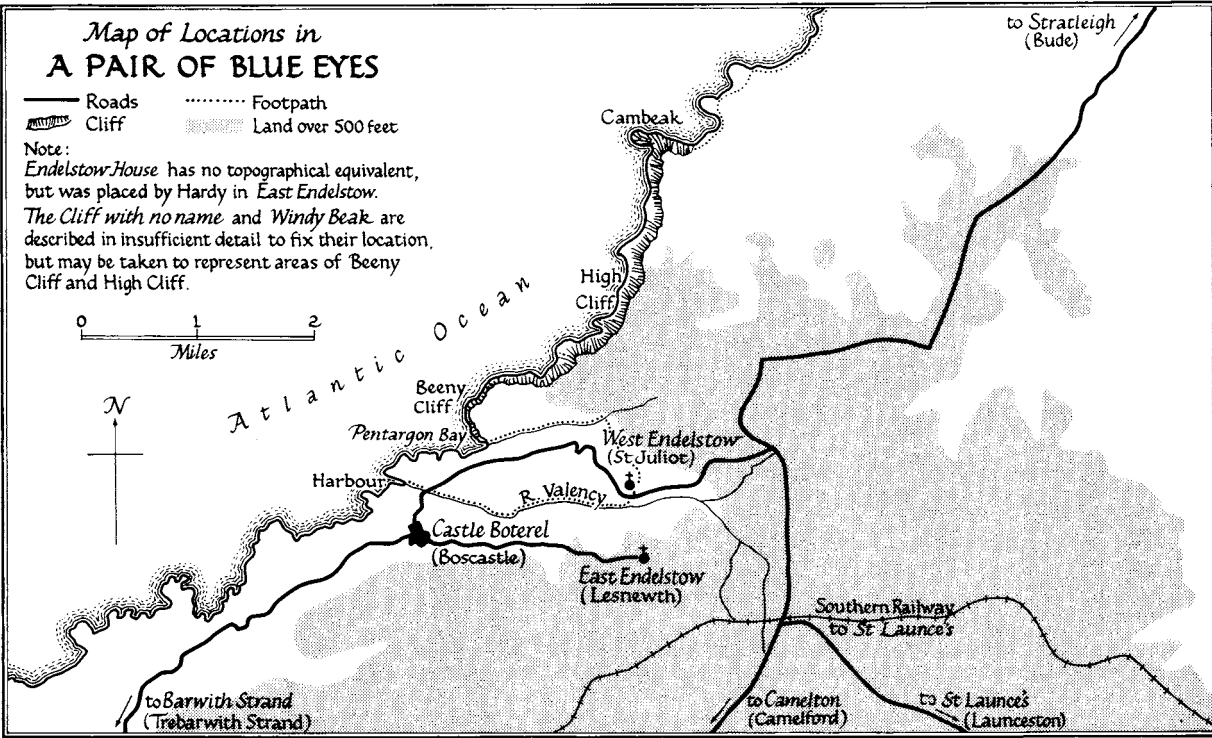 Map of Locations in
A PAIR OF BLUE EYES
Roads
Footpath
Cliff
Land over 500 feet
Note:
Endelstow House has no topographical equivalent,
but was placed by Hardy in East Endelstow.
The Cliff with no name and Windy Beak are
described in insufficient detail to fix their location,
but may be taken to represent areas of Beeny
Cliff and High Cliff.
0 1 2
Miles
N
to Stratleigh
(Bude)
Cambeak
High
Cliff
Atlantic Ocean
Beeny
Cliff
Pentargon Bay
West Endelstow
(St Juliot)
Harbour
R. Valency
Castle Boterel
(Boscastle)
East Endelstow
(Lesnewth)
Southern Railway
to St Launce's
to Barwith Strand
(Trebarwith Strand)
to Camelton
(Camelford)
to St Launce's
(Launceston)